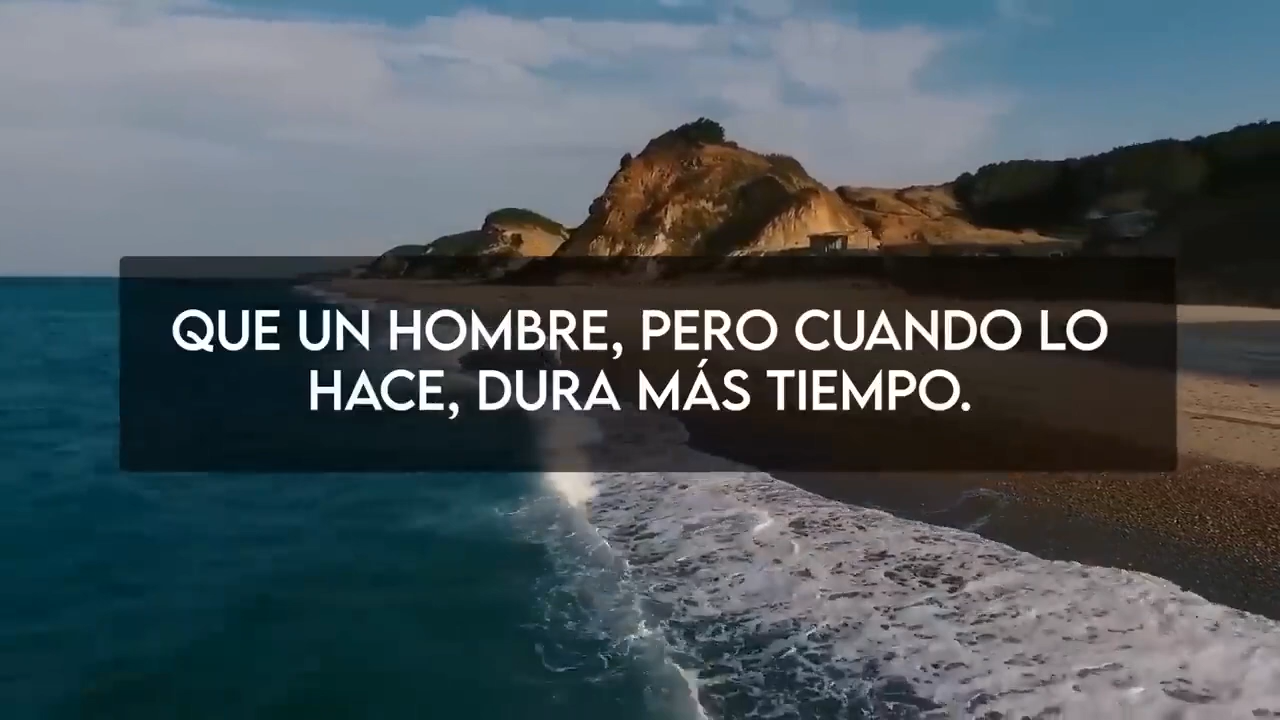 QUE UN HOMBRE, PERO CUANDO LO
HACE, DURA MÁS TIEMPO.